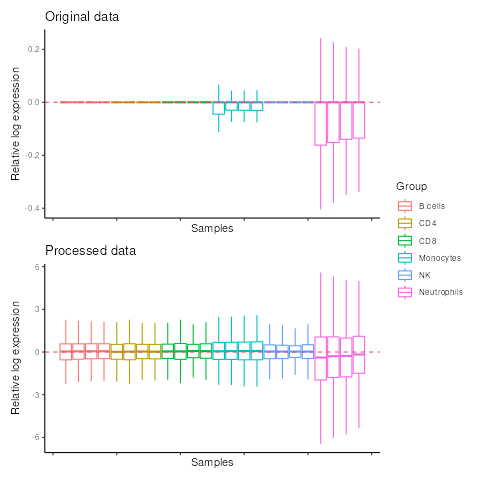 Original data
Relative log expression
0.2
0.0
-0.2
-0.4
Samples
Processed data
Relative log expression
6
3
0
-3
-6
Samples
Group
B.cells
CD4
CD8
Monocytes
NK
Neutrophils